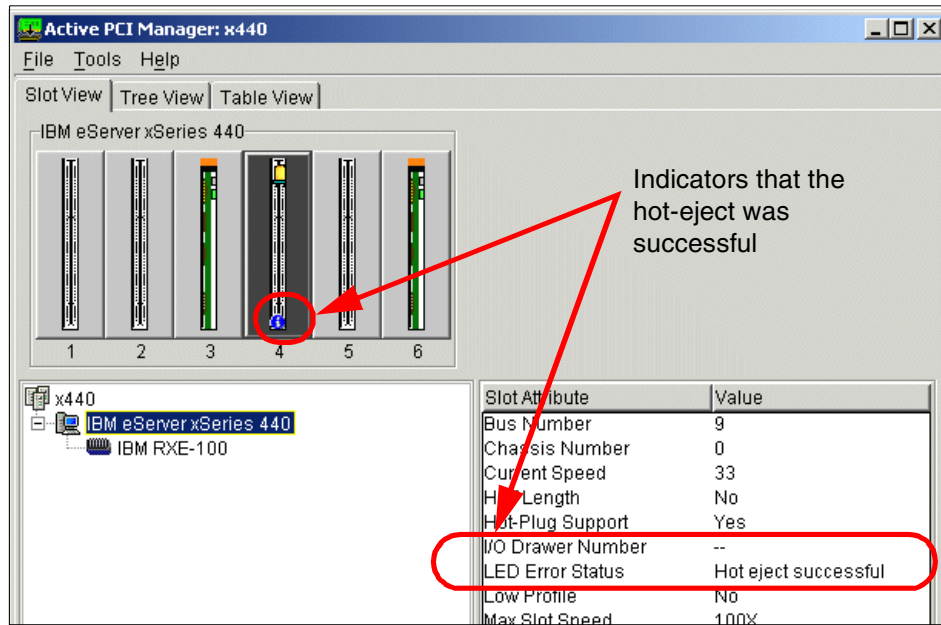 Active PCI Manager: x440
File Tools Help
Slot View Tree View Table View
IBM eServer xSeries 440
1 2 3 4 5 6
Indicators that the
hot-eject was
successful
x440
IBM eServer xSeries 440
IBM RXE-100
Slot Attribute Value
Bus Number 9
Chassis Number 0
Current Speed 33
Half Length No
Hot-Plug Support Yes
I/O Drawer Number --
LED Error Status Hot eject successful
Low Profile No
Max Slot Speed 100X